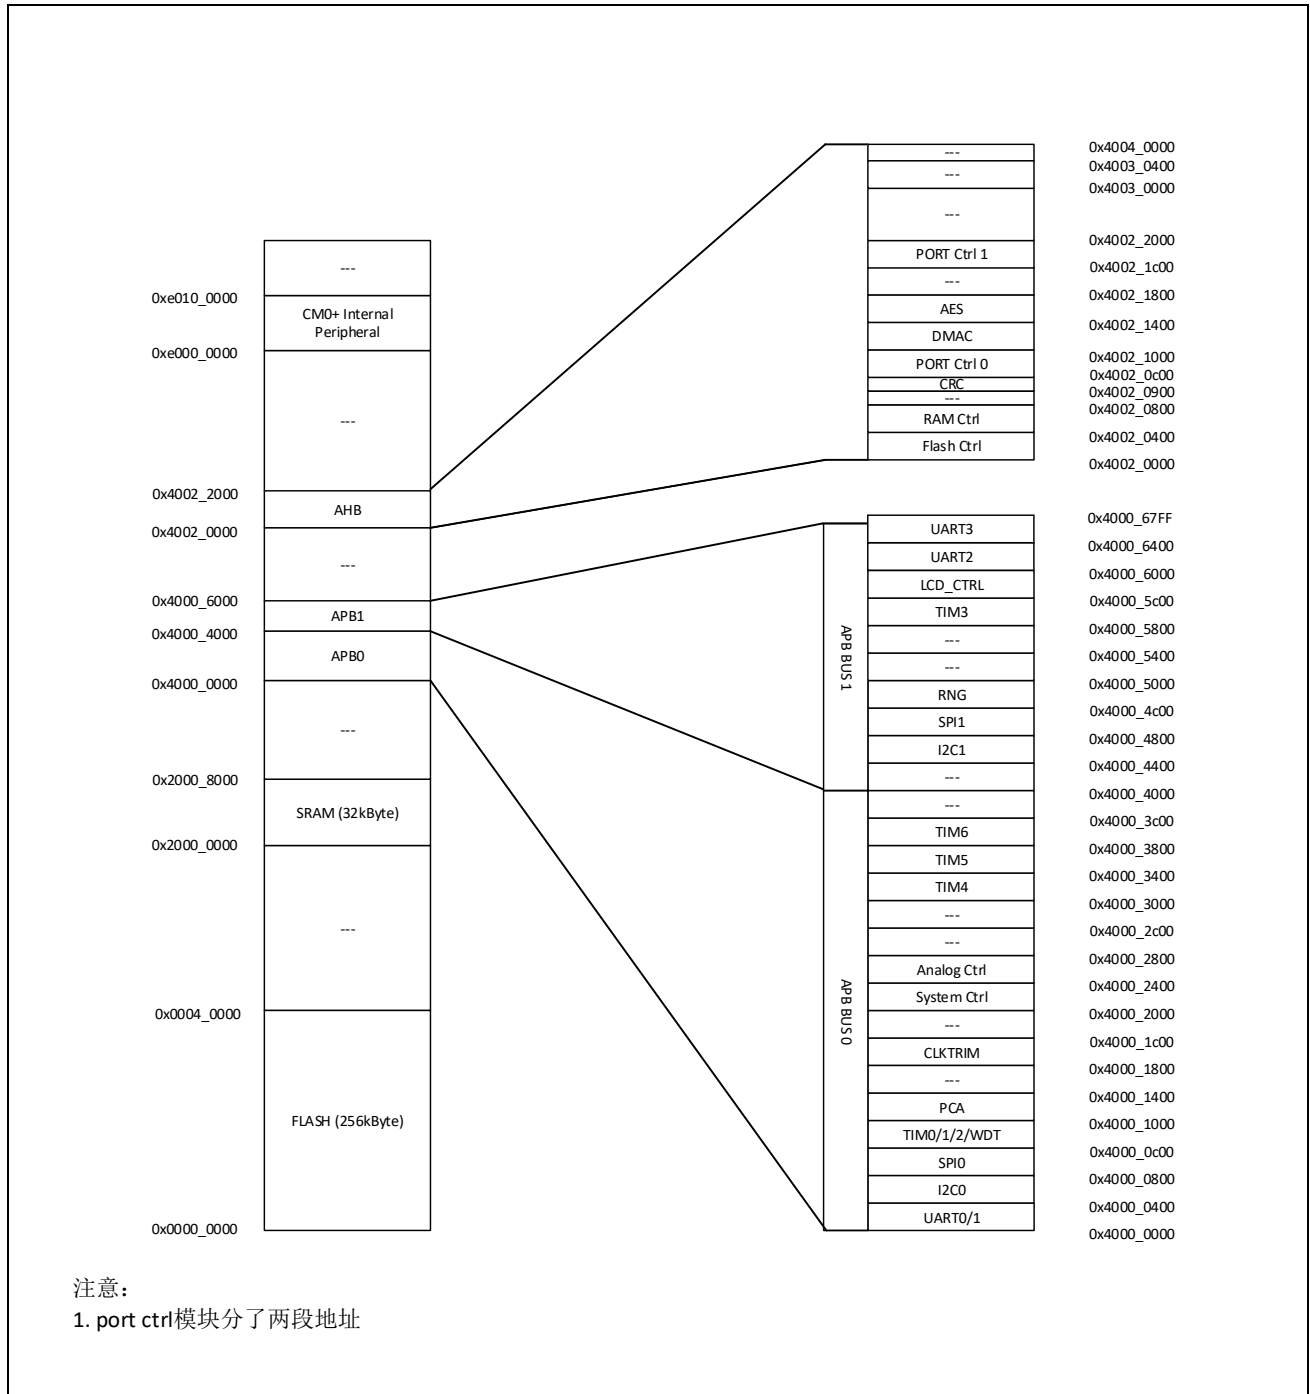 ---
0xe010_0000
CM0+ Internal
Peripheral
0xe000_0000
---
0x4002_2000
AHB
0x4002_0000
---
0x4000_6000
APB1
0x4000_4000
APB0
0x4000_0000
---
0x2000_8000
SRAM (32kByte)
0x2000_0000
---
0x0004_0000
FLASH (256kByte)
0x0000_0000
0x4004_0000
---
0x4003_0400
---
0x4003_0000
---
0x4002_2000
PORT Ctrl 1
0x4002_1c00
---
0x4002_1800
AES
0x4002_1400
DMAC
0x4002_1000
PORT Ctrl 0
0x4002_0c00
CRC
0x4002_0900
---
0x4002_0800
RAM Ctrl
0x4002_0400
Flash Ctrl
0x4002_0000
APB BUS 1
0x4000_67FF
UART3
0x4000_6400
UART2
0x4000_6000
LCD_CTRL
0x4000_5c00
TIM3
0x4000_5800
---
0x4000_5400
---
0x4000_5000
RNG
0x4000_4c00
SPI1
0x4000_4800
I2C1
0x4000_4400
---
0x4000_4000
APB BUS 0
---
0x4000_3c00
TIM6
0x4000_3800
TIM5
0x4000_3400
TIM4
0x4000_3000
---
0x4000_2c00
---
0x4000_2800
Analog Ctrl
0x4000_2400
System Ctrl
0x4000_2000
---
0x4000_1c00
CLKTRIM
0x4000_1800
---
0x4000_1400
PCA
0x4000_1000
TIM0/1/2/WDT
0x4000_0c00
SPI0
0x4000_0800
I2C0
0x4000_0400
UART0/1
0x4000_0000
注意：
1. port ctrl模块分了两段地址